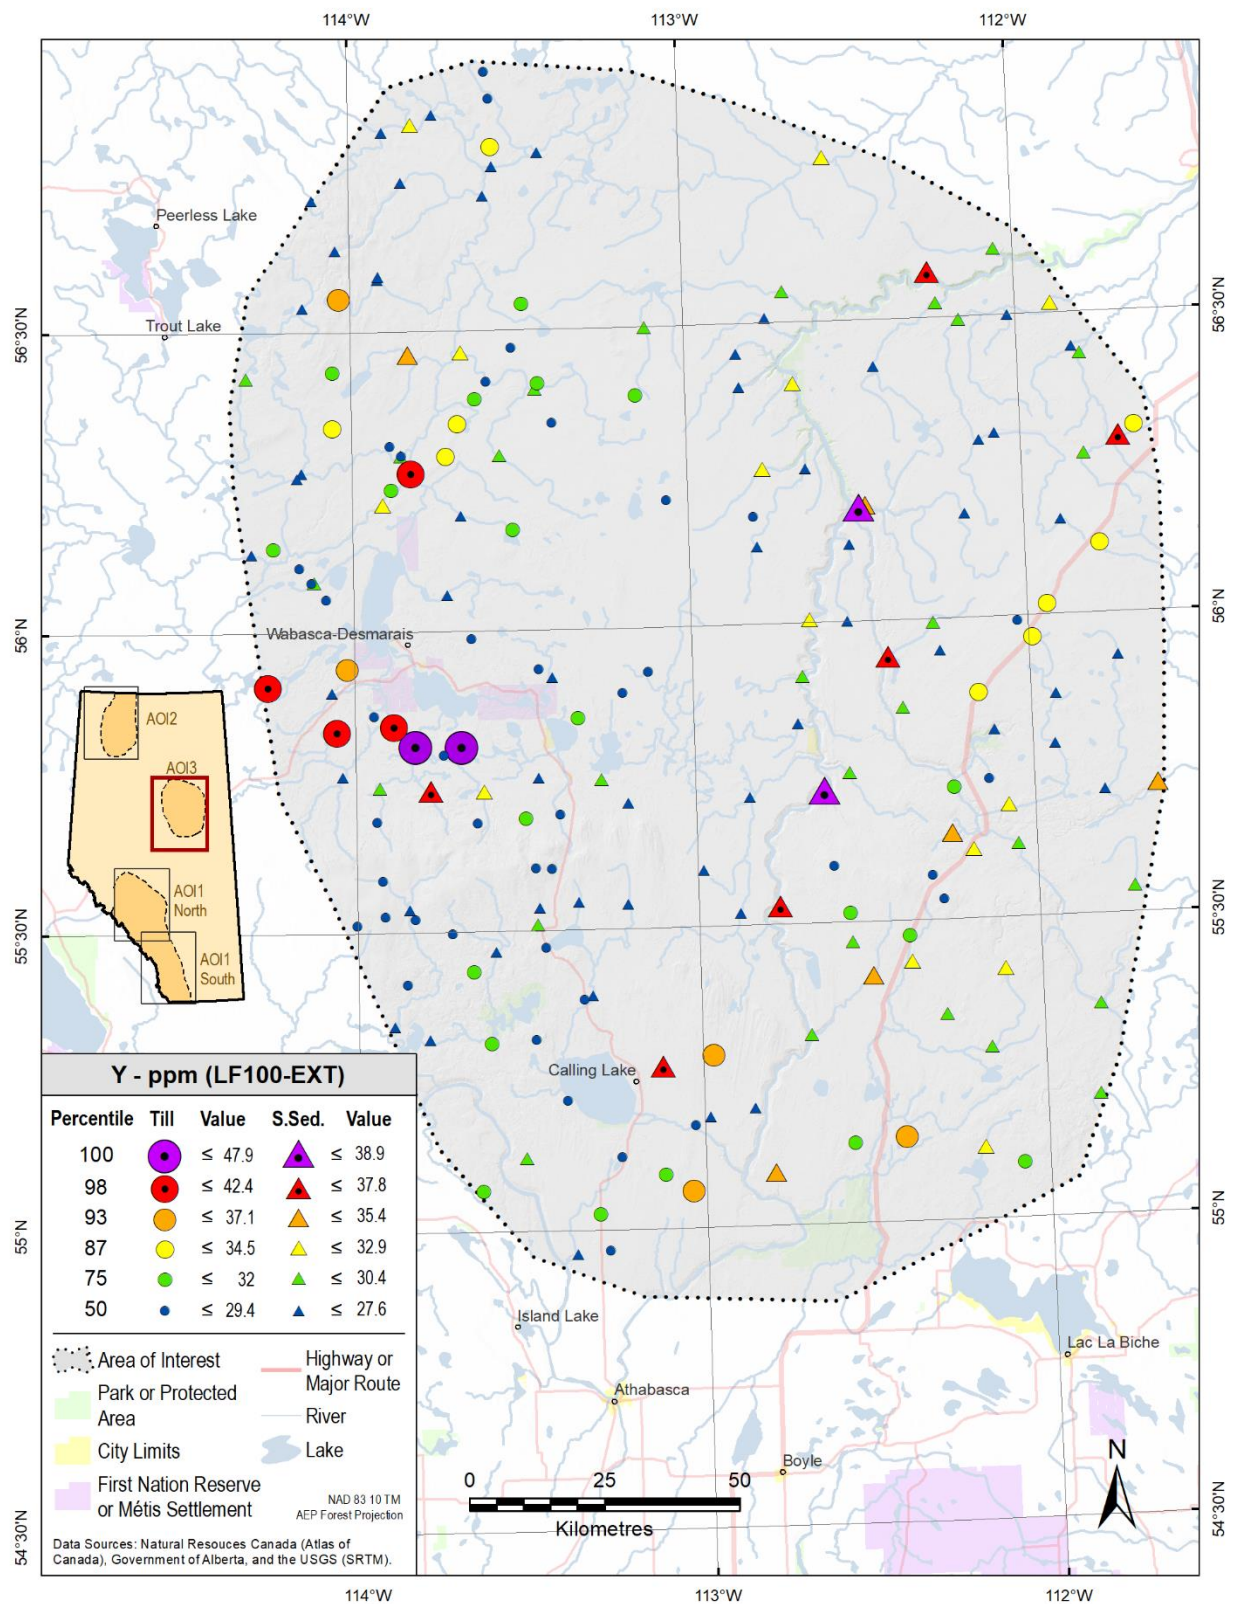 114°W 113°W 112°W
Peerless Lake
Trout Lake
56°30'N 56°30'N
56°N 56°N
Wabasca-Desmarais
AOI2
AOI3
AOI1
North
AOI1
South
55°30'N 55°30'N
Calling Lake
55°N 55°N
Y - ppm (LF100-EXT)
Percentile Till Value S.Sed. Value
100 ≤ 47.9 ≤ 38.9
98 ≤ 42.4 ≤ 37.8
93 ≤ 37.1 ≤ 35.4
87 ≤ 34.5 ≤ 32.9
75 ≤ 32 ≤ 30.4
50 ≤ 29.4 ≤ 27.6
Area of Interest
Park or Protected
Area
City Limits
First Nation Reserve
or Métis Settlement
Highway or
Major Route
River
Lake
NAD 83 10 TM
AEP Forest Projection
Data Sources: Natural Resouces Canada (Atlas of
Canada), Government of Alberta, and the USGS (SRTM).
Island Lake
Lac La Biche
Athabasca
Boyle
0 25 50
Kilometres
N
54°30'N 54°30'N
114°W 113°W 112°W